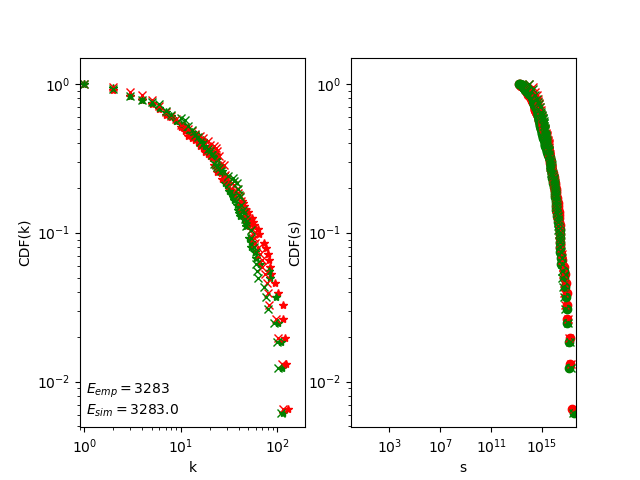 10⁰
10⁻¹
10⁻²
CDF(k)
E_emp = 3283
E_sim = 3283.0
10⁰ 10¹ 10²
k
10⁰
10⁻¹
10⁻²
CDF(s)
10³ 10⁷ 10¹¹ 10¹⁵
s